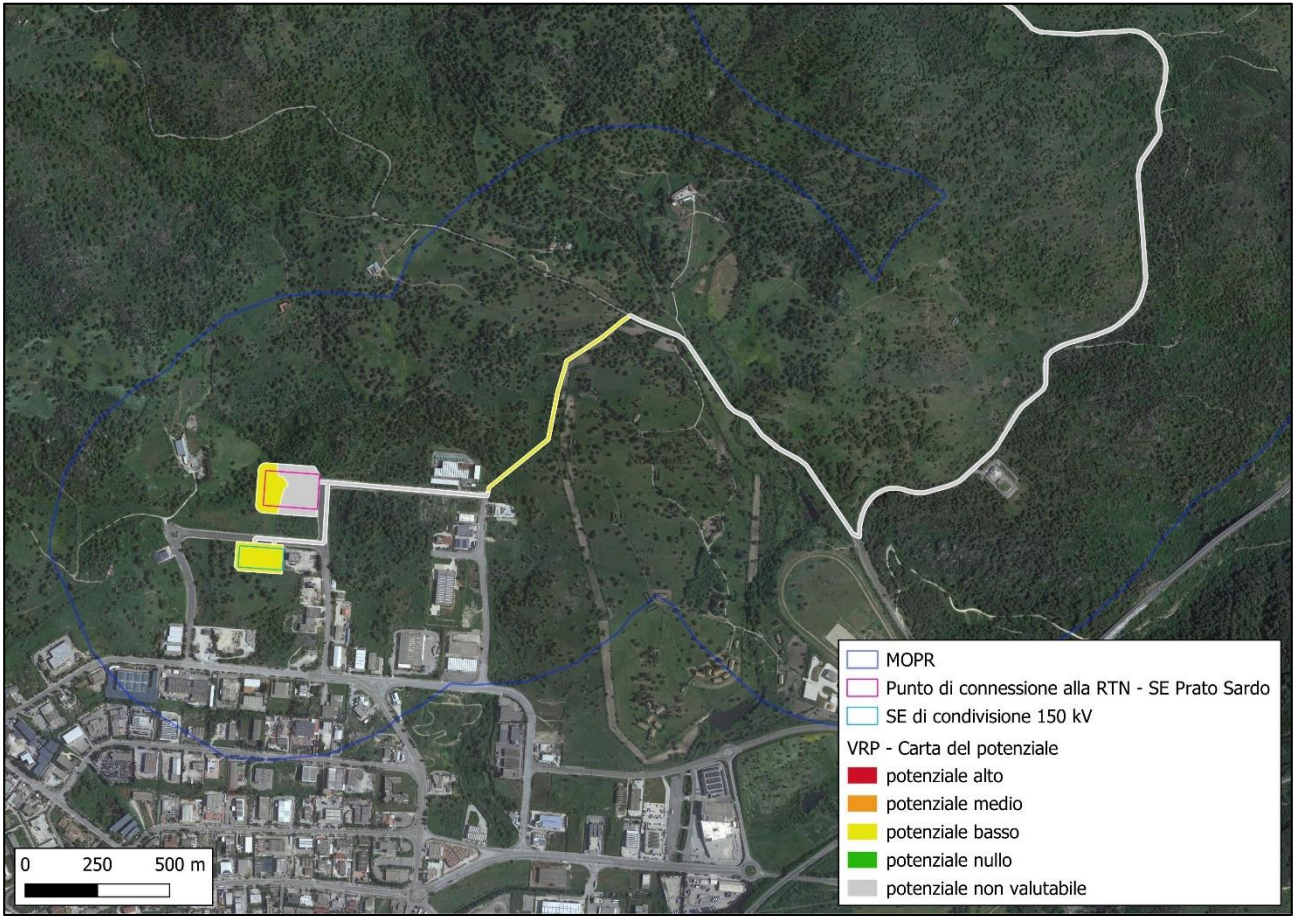 MOPR
Punto di connessione alla RTN - SE Prato Sardo
SE di condivisione 150 kV
VRP - Carta del potenziale
potenziale alto
potenziale medio
potenziale basso
potenziale nullo
potenziale non valutabile
0 250 500 m